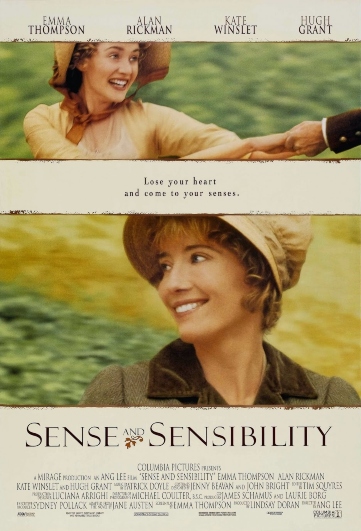 EMMA THOMPSON
ALAN RICKMAN
KATE WINSLET
HUGH GRANT
Lose your heart
and come to your senses.
SENSE AND SENSIBILITY
COLUMBIA PICTURES PRESENTS
A MIRAGE PRODUCTION AN ANG LEE FILM "SENSE AND SENSIBILITY" EMMA THOMPSON ALAN RICKMAN
KATE WINSLET AND HUGH GRANT PATRICK DOYLE JENNY BEAVAN AND JOHN BRIGHT TIM SQUYRES
LUCIANA ARRIGHI MICHAEL COULTER, B.S.C. JAMES SCHAMUS AND LAURIE BORG
SYDNEY POLLACK JANE AUSTEN EMMA THOMPSON LINDSAY DORAN ANG LEE